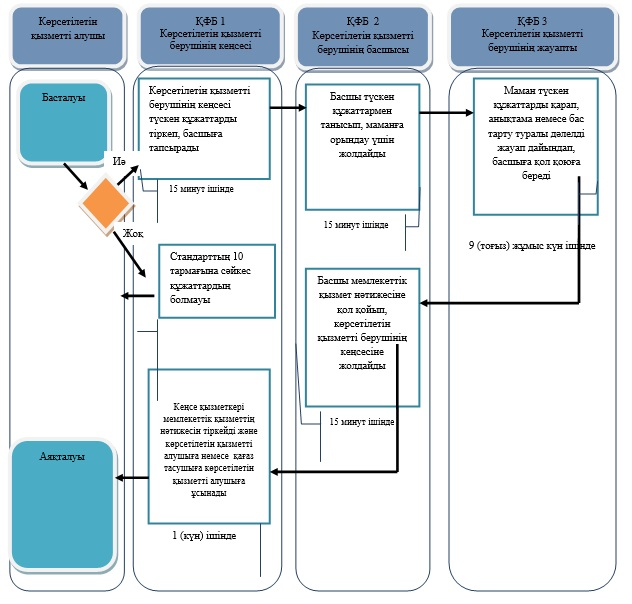 Көрсетілетін
қызметті алушы
ҚФБ 1
Көрсетілетін қызметті
берушінің кеңсесі
ҚФБ 2
Көрсетілетін қызметті
берушінің басшысы
ҚФБ 3
Көрсетілетін қызметті
берушінің жауапты
Басталуы
Көрсетілетін қызметті
берушінің кеңсесі
түскен құжаттарды
тіркеп, басшыға
тапсырады
Иә
15 минут ішінде
Басшы түскен
құжаттармен
танысып, маманға
орындау үшін
жолдайды
15 минут ішінде
Маман түскен
құжаттарды қарап,
анықтама немесе бас
тарту туралы дәлелді
жауап дайындап,
басшыға қол қоюға
береді
9 (тоғыз) жұмыс күн ішінде
Жоқ
Стандарттың 10
тармағына сәйкес
құжаттардың
болмауы
Басшы мемлекеттік
қызмет нәтижесіне
қол қойып,
көрсетілетін
қызметті берушінің
кеңсесіне
жолдайды
15 минут ішінде
Кеңсе қызметкері
мемлекеттік қызметтің
нәтижесін тіркейді және
көрсетілетін қызметті
алушыға немесе қағаз
тасушыға көрсетілетін
қызметті алушыға
ұсынады
1 (күн) ішінде
Аяқталуы